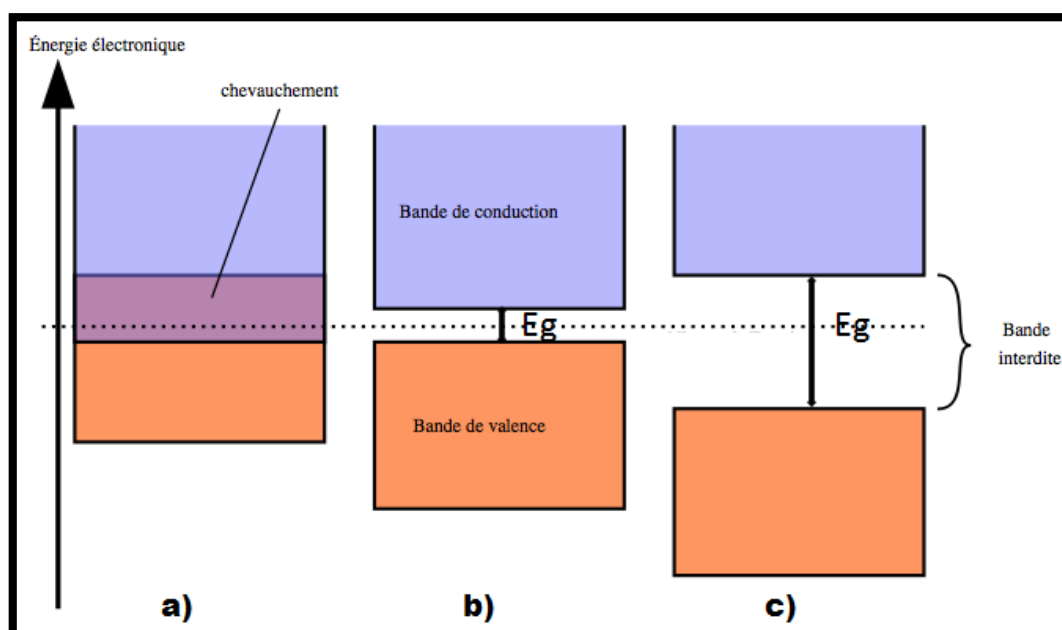 Énergie électronique
chevauchement
Bande de conduction
Eg
Eg
Bande
interdite
Bande de valence
a)
b)
c)